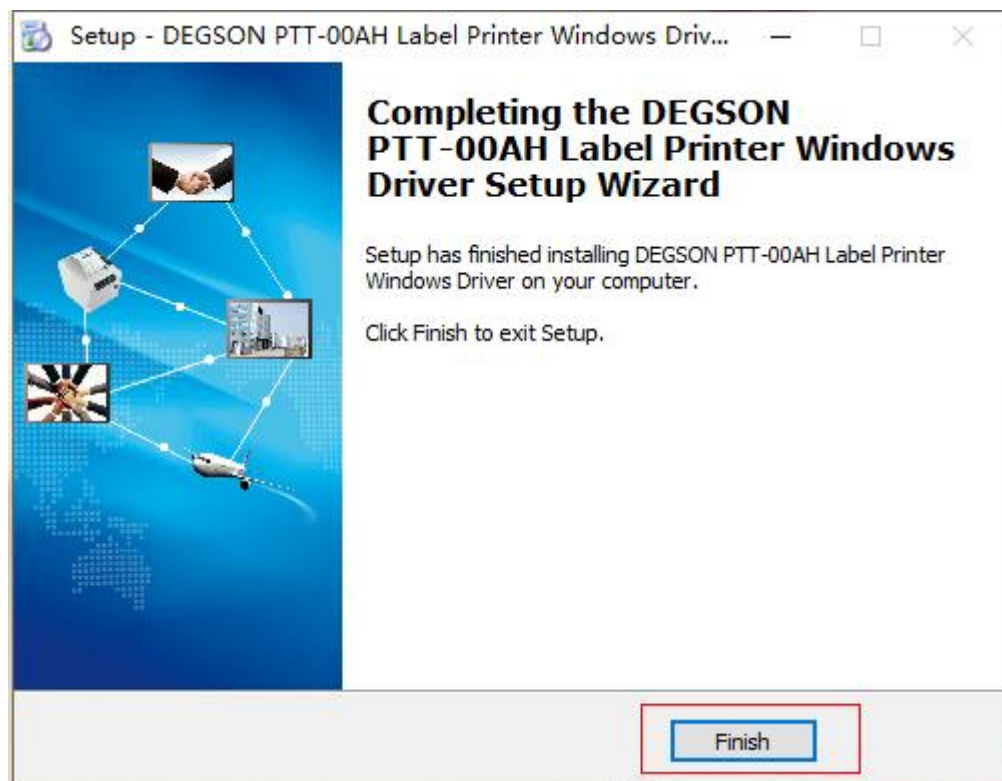 Setup - DEGSON PTT-00AH Label Printer Windows Driv...
Completing the DEGSON
PTT-00AH Label Printer Windows
Driver Setup Wizard
Setup has finished installing DEGSON PTT-00AH Label Printer
Windows Driver on your computer.
Click Finish to exit Setup.
Finish